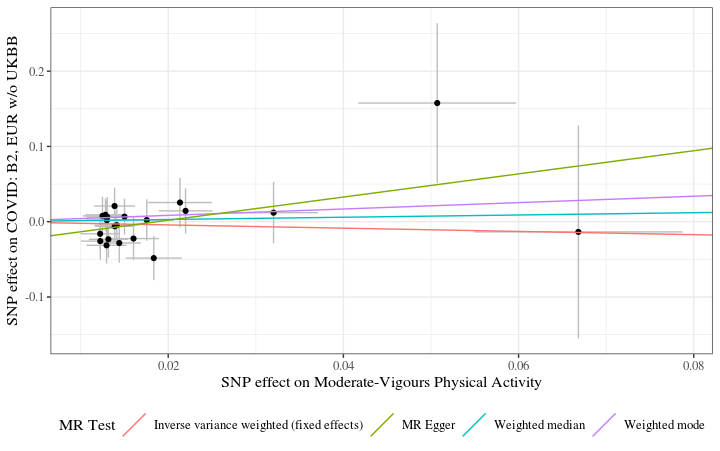 SNP effect on COVID: B2, EUR w/o UKBB
0.2
0.1
0.0
-0.1
0.02 0.04 0.06 0.08
SNP effect on Moderate-Vigours Physical Activity
MR Test Inverse variance weighted (fixed effects) MR Egger Weighted median Weighted mode